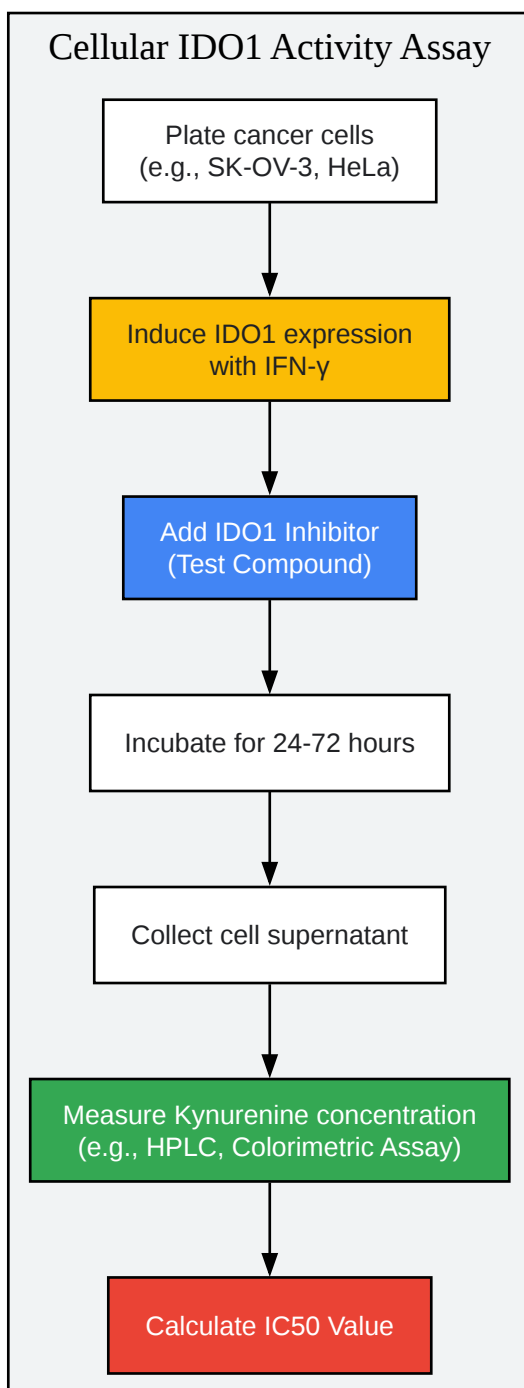 Cellular IDO1 Activity Assay
Plate cancer cells
(e.g., SK-OV-3, HeLa)
Induce IDO1 expression
with IFN-γ
Add IDO1 Inhibitor
(Test Compound)
Incubate for 24-72 hours
Collect cell supernatant
Measure Kynurenine concentration
(e.g., HPLC, Colorimetric Assay)
Calculate IC50 Value